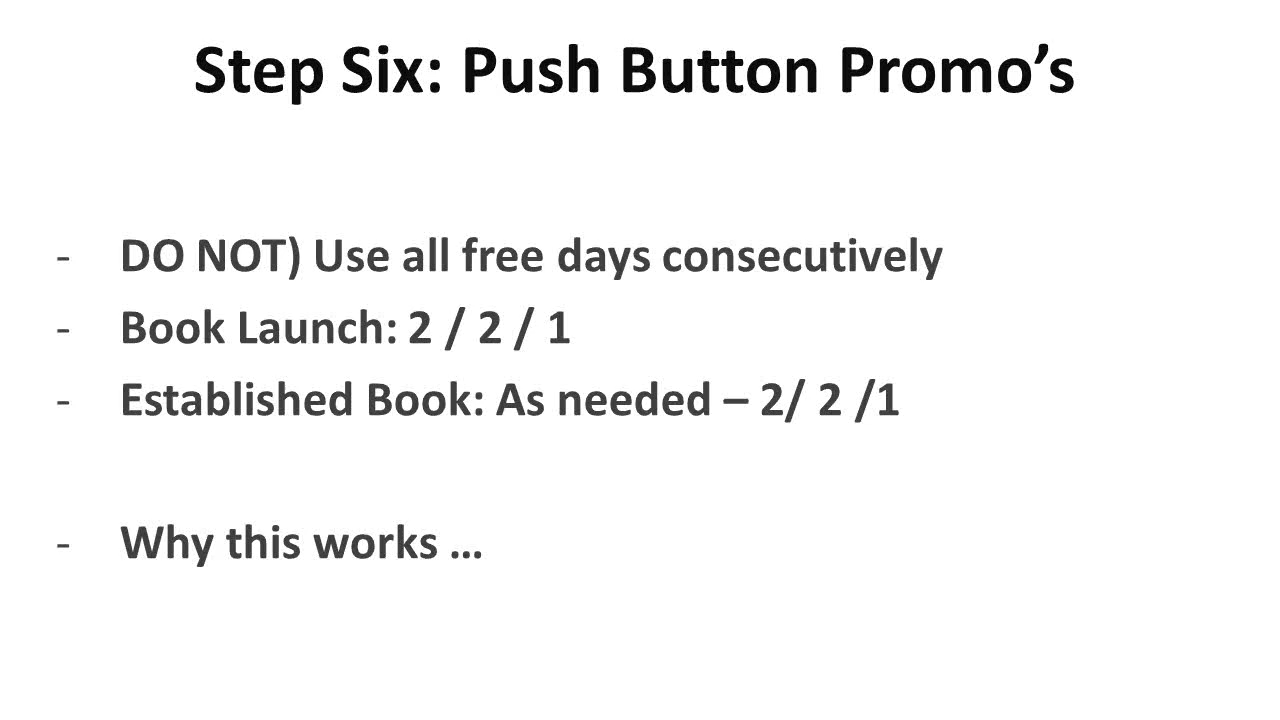 Step Six: Push Button Promo’s
- DO NOT) Use all free days consecutively
- Book Launch: 2 / 2 / 1
- Established Book: As needed – 2/ 2 /1
- Why this works …